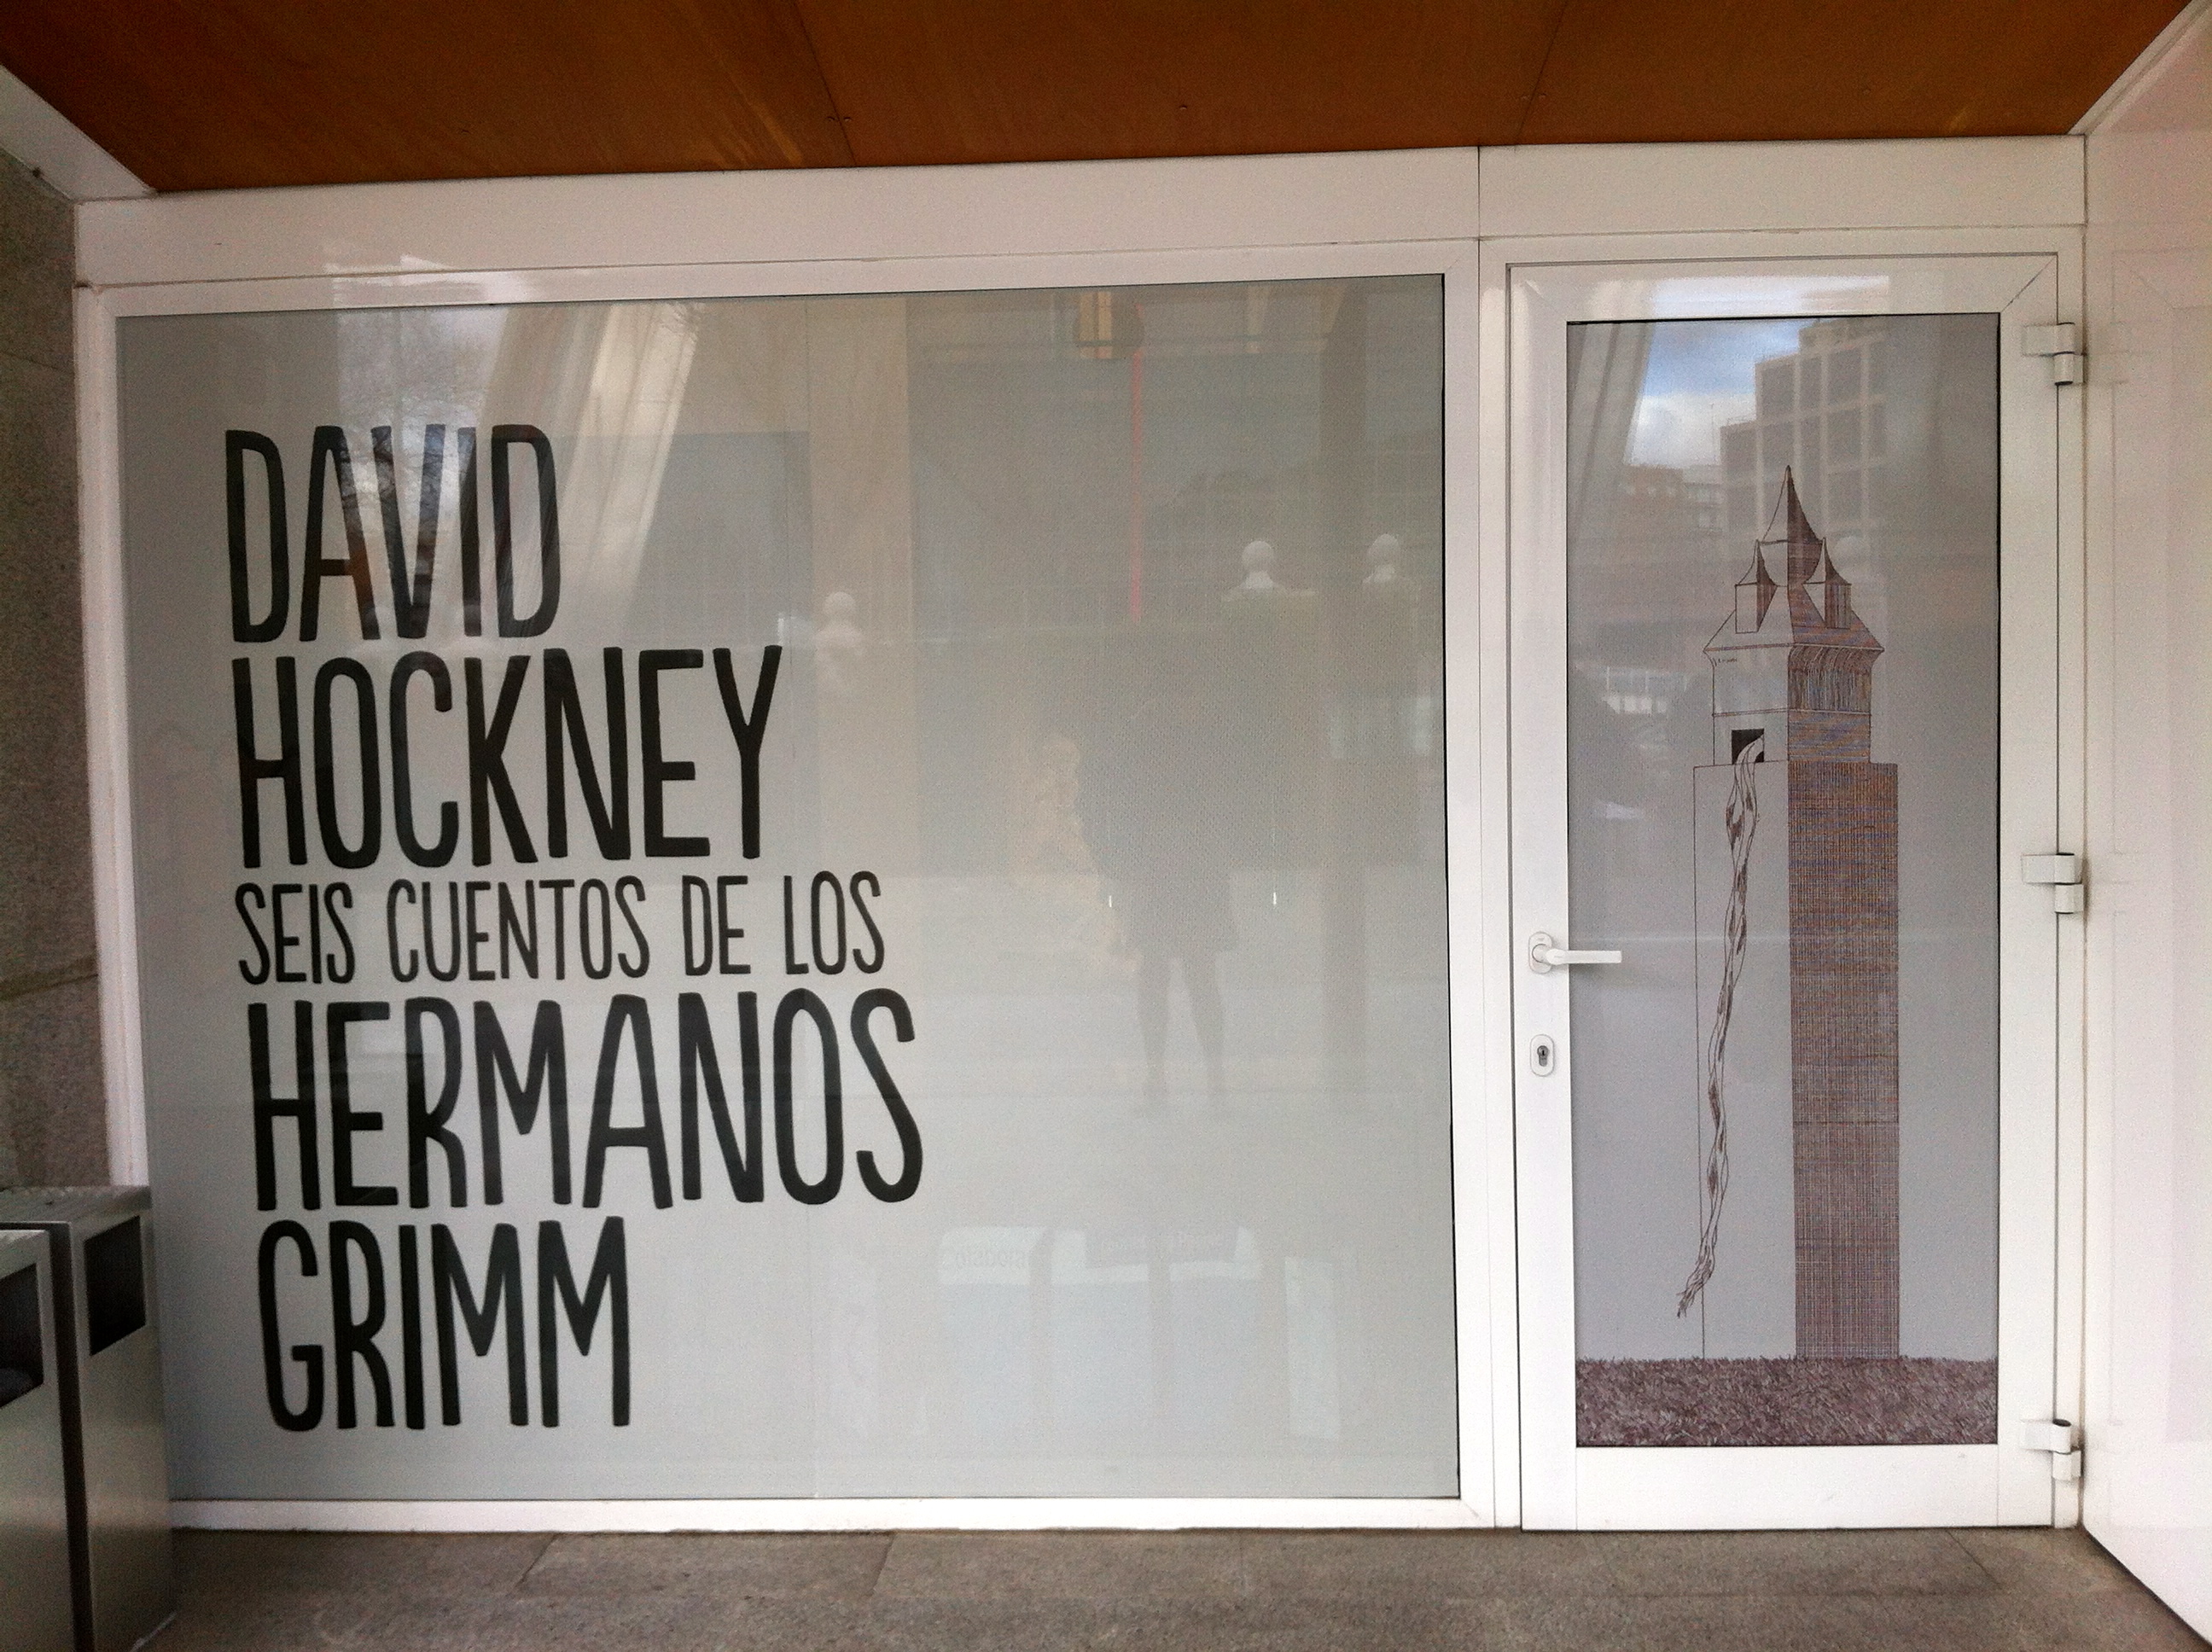 DAVID
HOCKNEY
SEIS CUENTOS DE LOS
HERMANOS
GRIMM